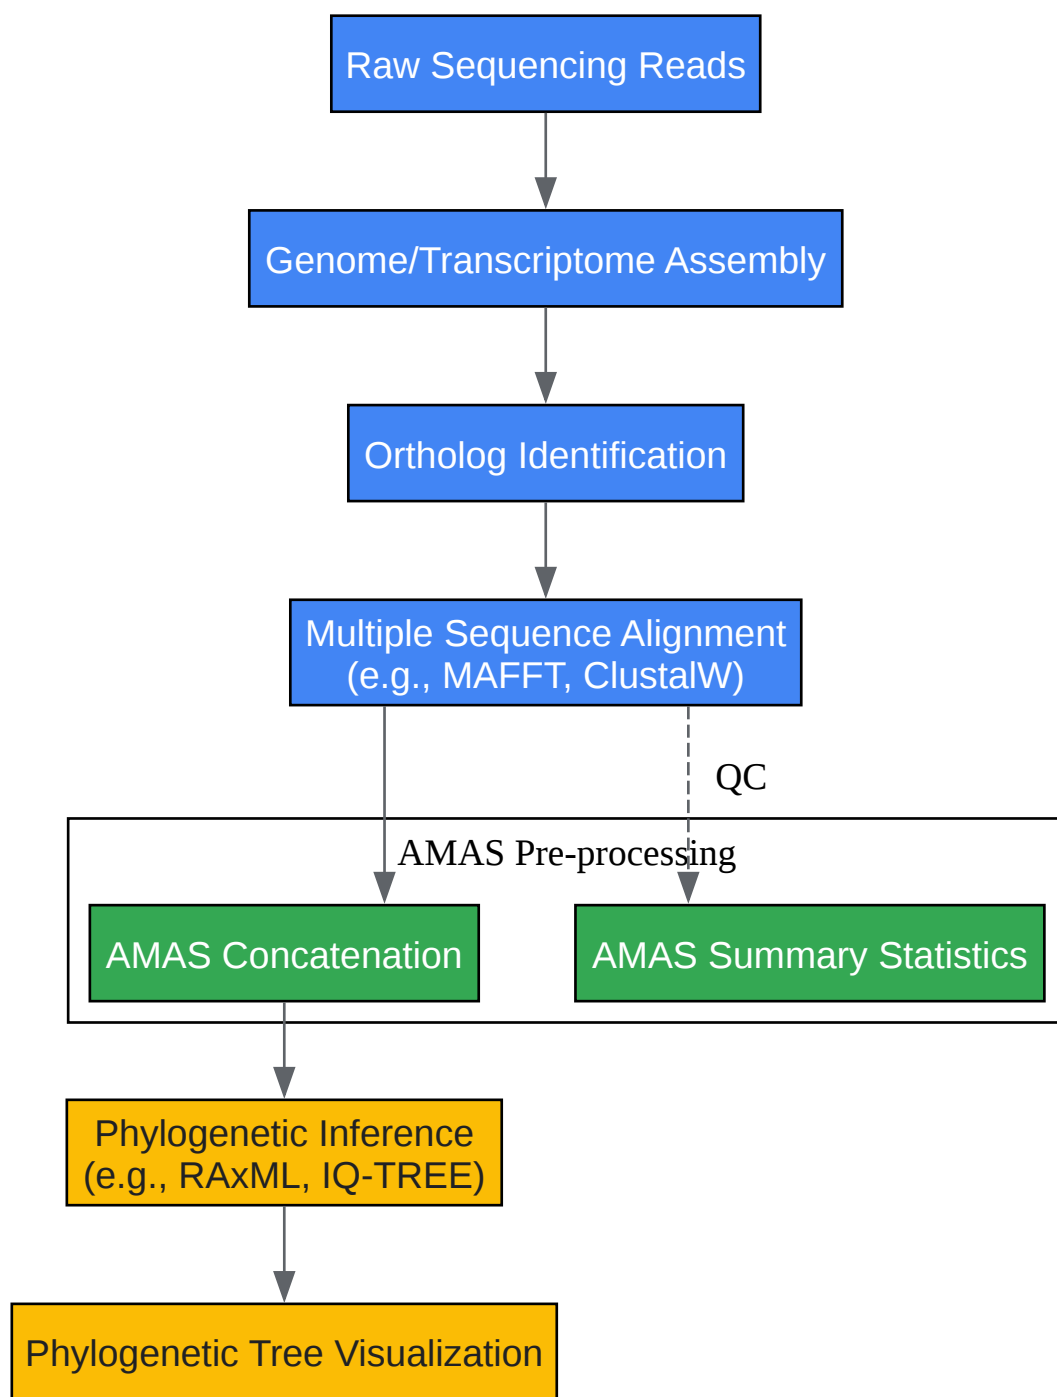 Raw Sequencing Reads
Genome/Transcriptome Assembly
Ortholog Identification
Multiple Sequence Alignment
(e.g., MAFFT, ClustalW)
QC
AMAS Pre-processing
AMAS Concatenation
AMAS Summary Statistics
Phylogenetic Inference
(e.g., RAxML, IQ-TREE)
Phylogenetic Tree Visualization